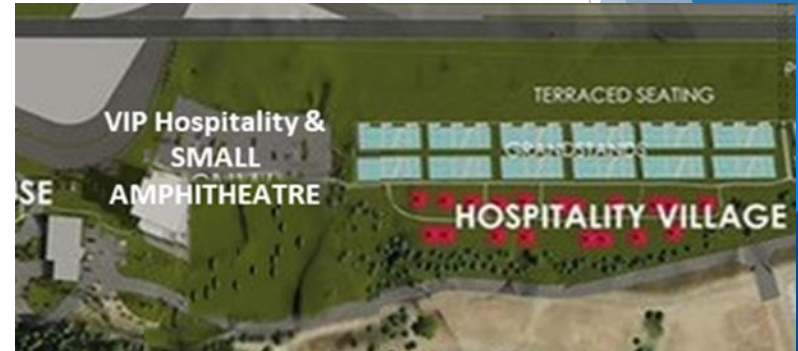 TERRACED SEATING
VIP Hospitality &
SMALL
AMPHITHEATRE
GRANDSTANDS
SE
HOSPITALITY VILLAGE